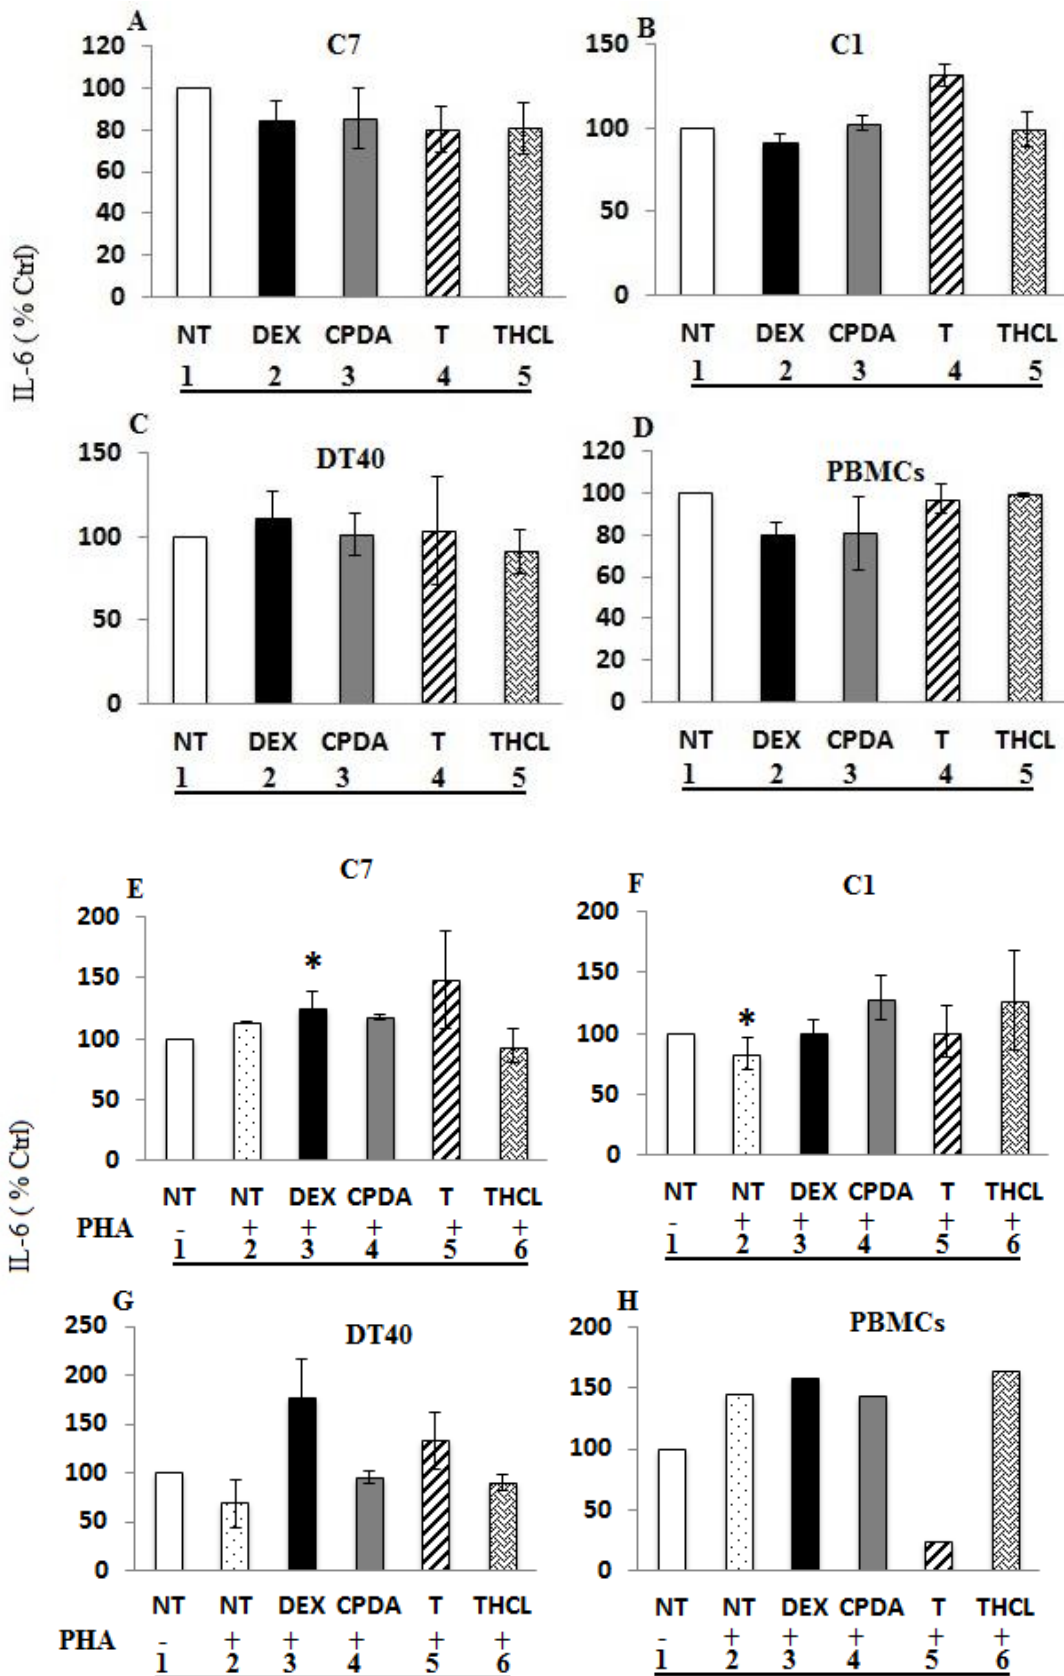 A
C7
120
100
80
60
40
20
0
NT DEX CPDA T THCL
1 2 3 4 5
B
C1
150
100
50
0
NT DEX CPDA T THCL
1 2 3 4 5
IL-6 ( % Ctrl)
C
DT40
150
100
50
0
NT DEX CPDA T THCL
1 2 3 4 5
D
PBMCs
120
100
80
60
40
20
0
NT DEX CPDA T THCL
1 2 3 4 5
E
C7
200
150
100
50
0
*
NT NT DEX CPDA T THCL
PHA - + + + + +
1 2 3 4 5 6
F
C1
200
150
100
50
0
*
NT NT DEX CPDA T THCL
- + + + + +
1 2 3 4 5 6
IL-6 ( % Ctrl)
G
DT40
250
200
150
100
50
0
NT NT DEX CPDA T THCL
PHA - + + + + +
1 2 3 4 5 6
H
PBMCs
200
150
100
50
0
NT NT DEX CPDA T THCL
- + + + + +
1 2 3 4 5 6